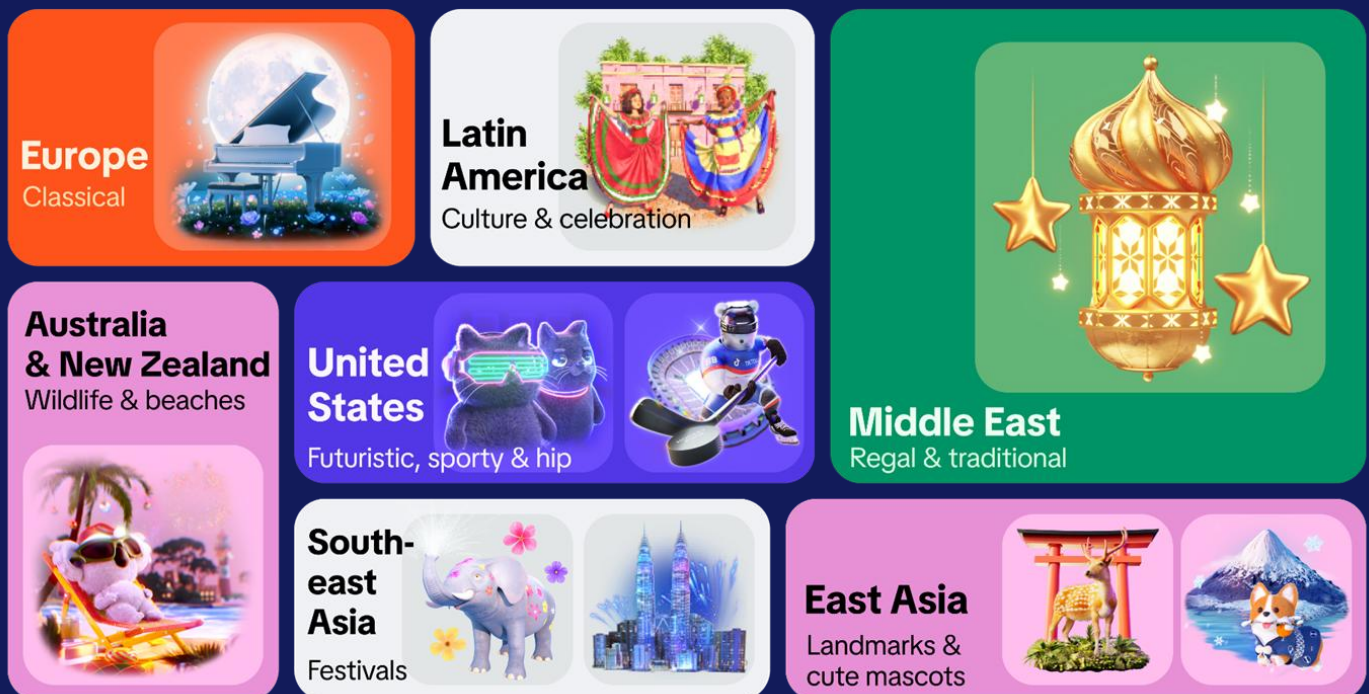 Europe
Classical
Latin
America
Culture & celebration
Middle East
Regal & traditional
Australia
& New Zealand
Wildlife & beaches
United
States
Futuristic, sporty & hip
South-
east
Asia
Festivals
East Asia
Landmarks &
cute mascots